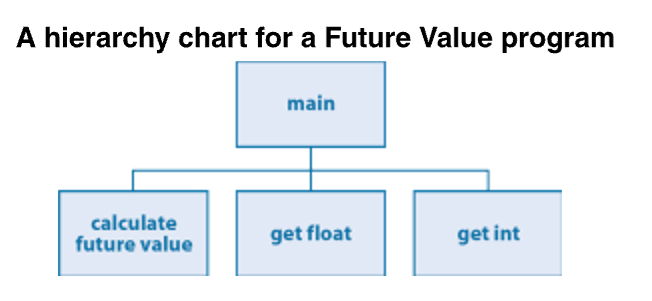 A hierarchy chart for a Future Value program
main
calculate
future value
get float
get int